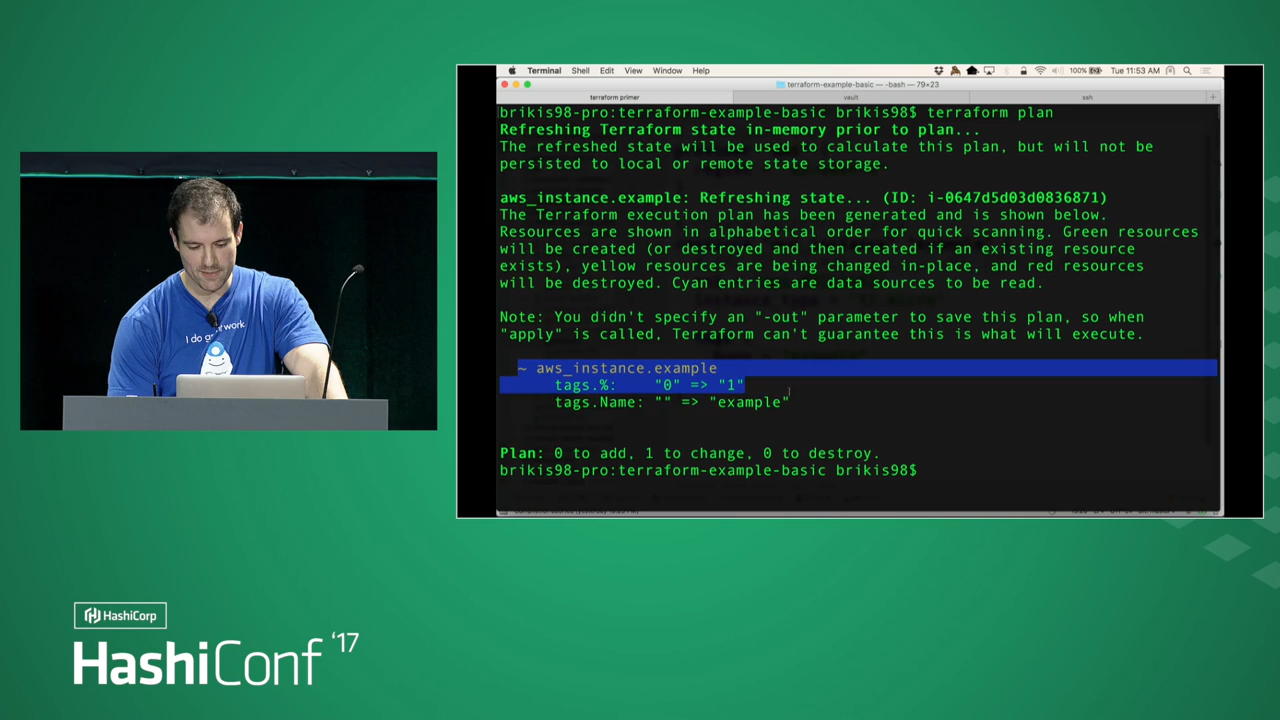 Terminal Shell Edit View Window Help
100% Tue 11:53 AM
terraform-example-basic — -bash — 79×23
terraform primer vault ssh +
brikis98-pro:terraform-example-basic brikis98$ terraform plan
Refreshing Terraform state in-memory prior to plan...
The refreshed state will be used to calculate this plan, but will not be
persisted to local or remote state storage.
aws_instance.example: Refreshing state... (ID: i-0647d5d03d0836871)
The Terraform execution plan has been generated and is shown below.
Resources are shown in alphabetical order for quick scanning. Green resources
will be created (or destroyed and then created if an existing resource
exists), yellow resources are being changed in-place, and red resources
will be destroyed. Cyan entries are data sources to be read.
Note: You didn't specify an "-out" parameter to save this plan, so when
"apply" is called, Terraform can't guarantee this is what will execute.
~ aws_instance.example
tags.%: "0" => "1"
tags.Name: "" => "example"
Plan: 0 to add, 1 to change, 0 to destroy.
brikis98-pro:terraform-example-basic brikis98$
I do work
HashiCorp
HashiConf '17